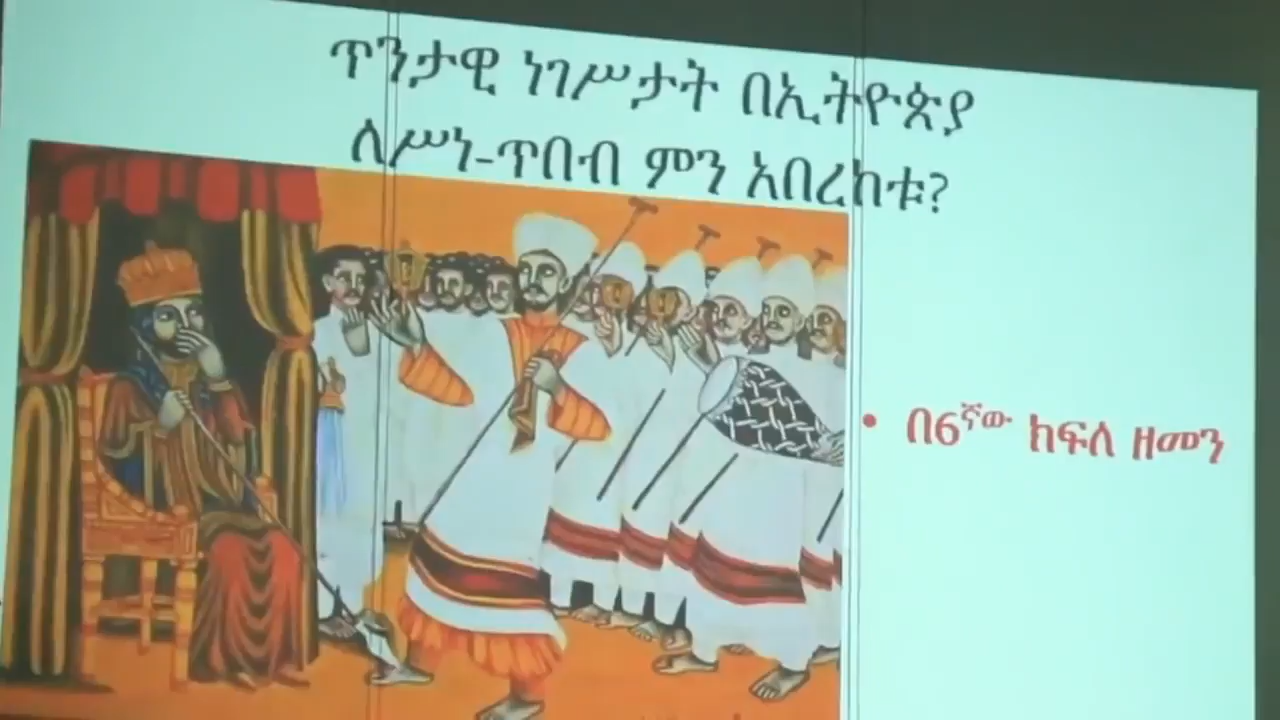 ጥንታዊ ነገሥታት በኢትዮጵያ
ለሥነ-ጥበብ ምን አበረከቱ?
• በ6ኛው ክፍለ ዘመን